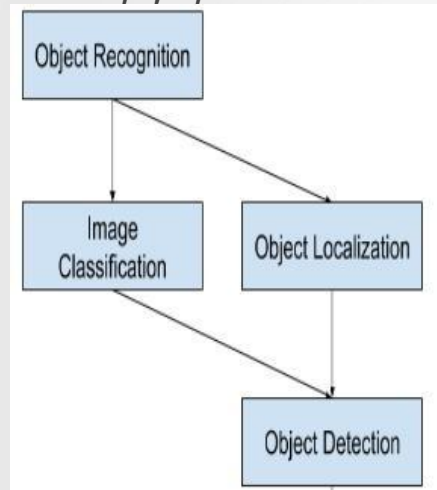 Object Recognition
Image
Classification
Object Localization
Object Detection